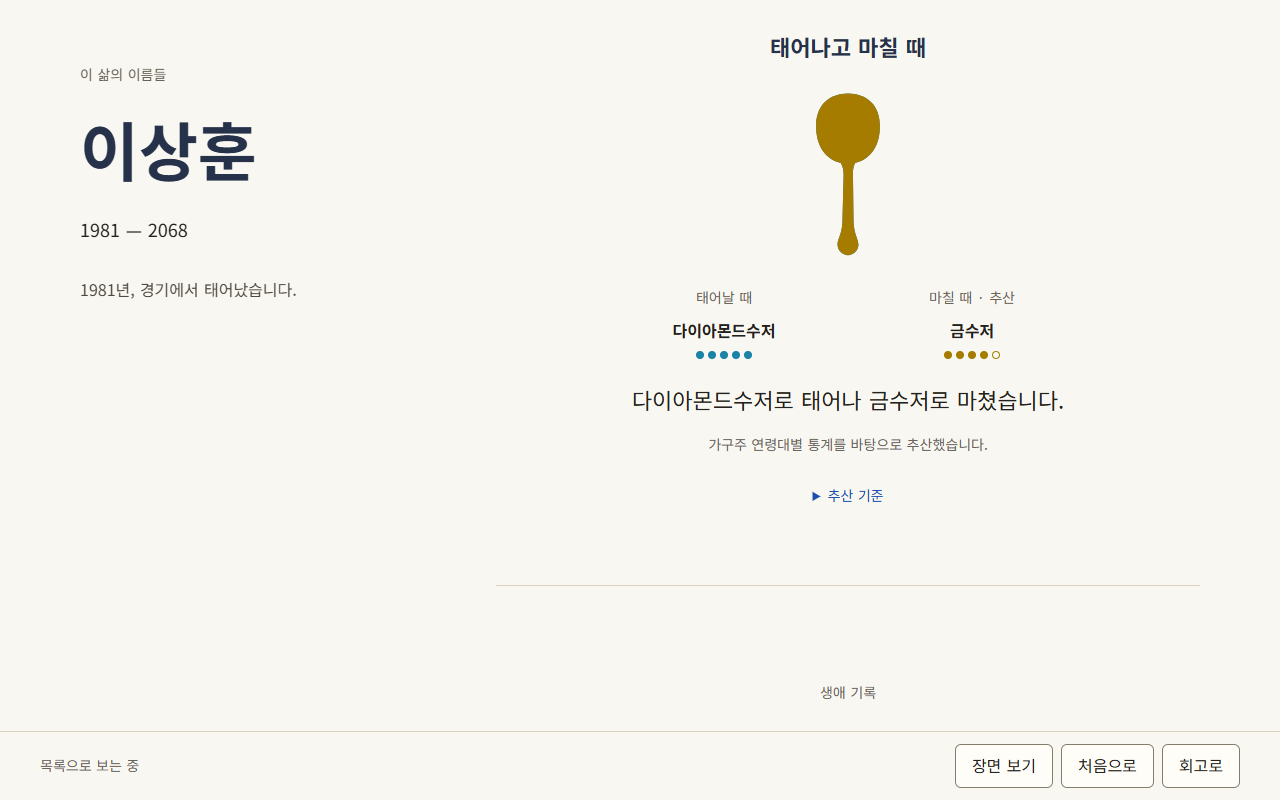 이 삶의 이름들
이상훈
1981 — 2068
1981년, 경기에서 태어났습니다.
태어나고 마칠 때
태어날 때
다이아몬드수저
마칠 때 · 추산
금수저
다이아몬드수저로 태어나 금수저로 마쳤습니다.
가구주 연령대별 통계를 바탕으로 추산했습니다.
▶ 추산 기준
생애 기록
목록으로 보는 중
장면 보기
처음으로
회고로